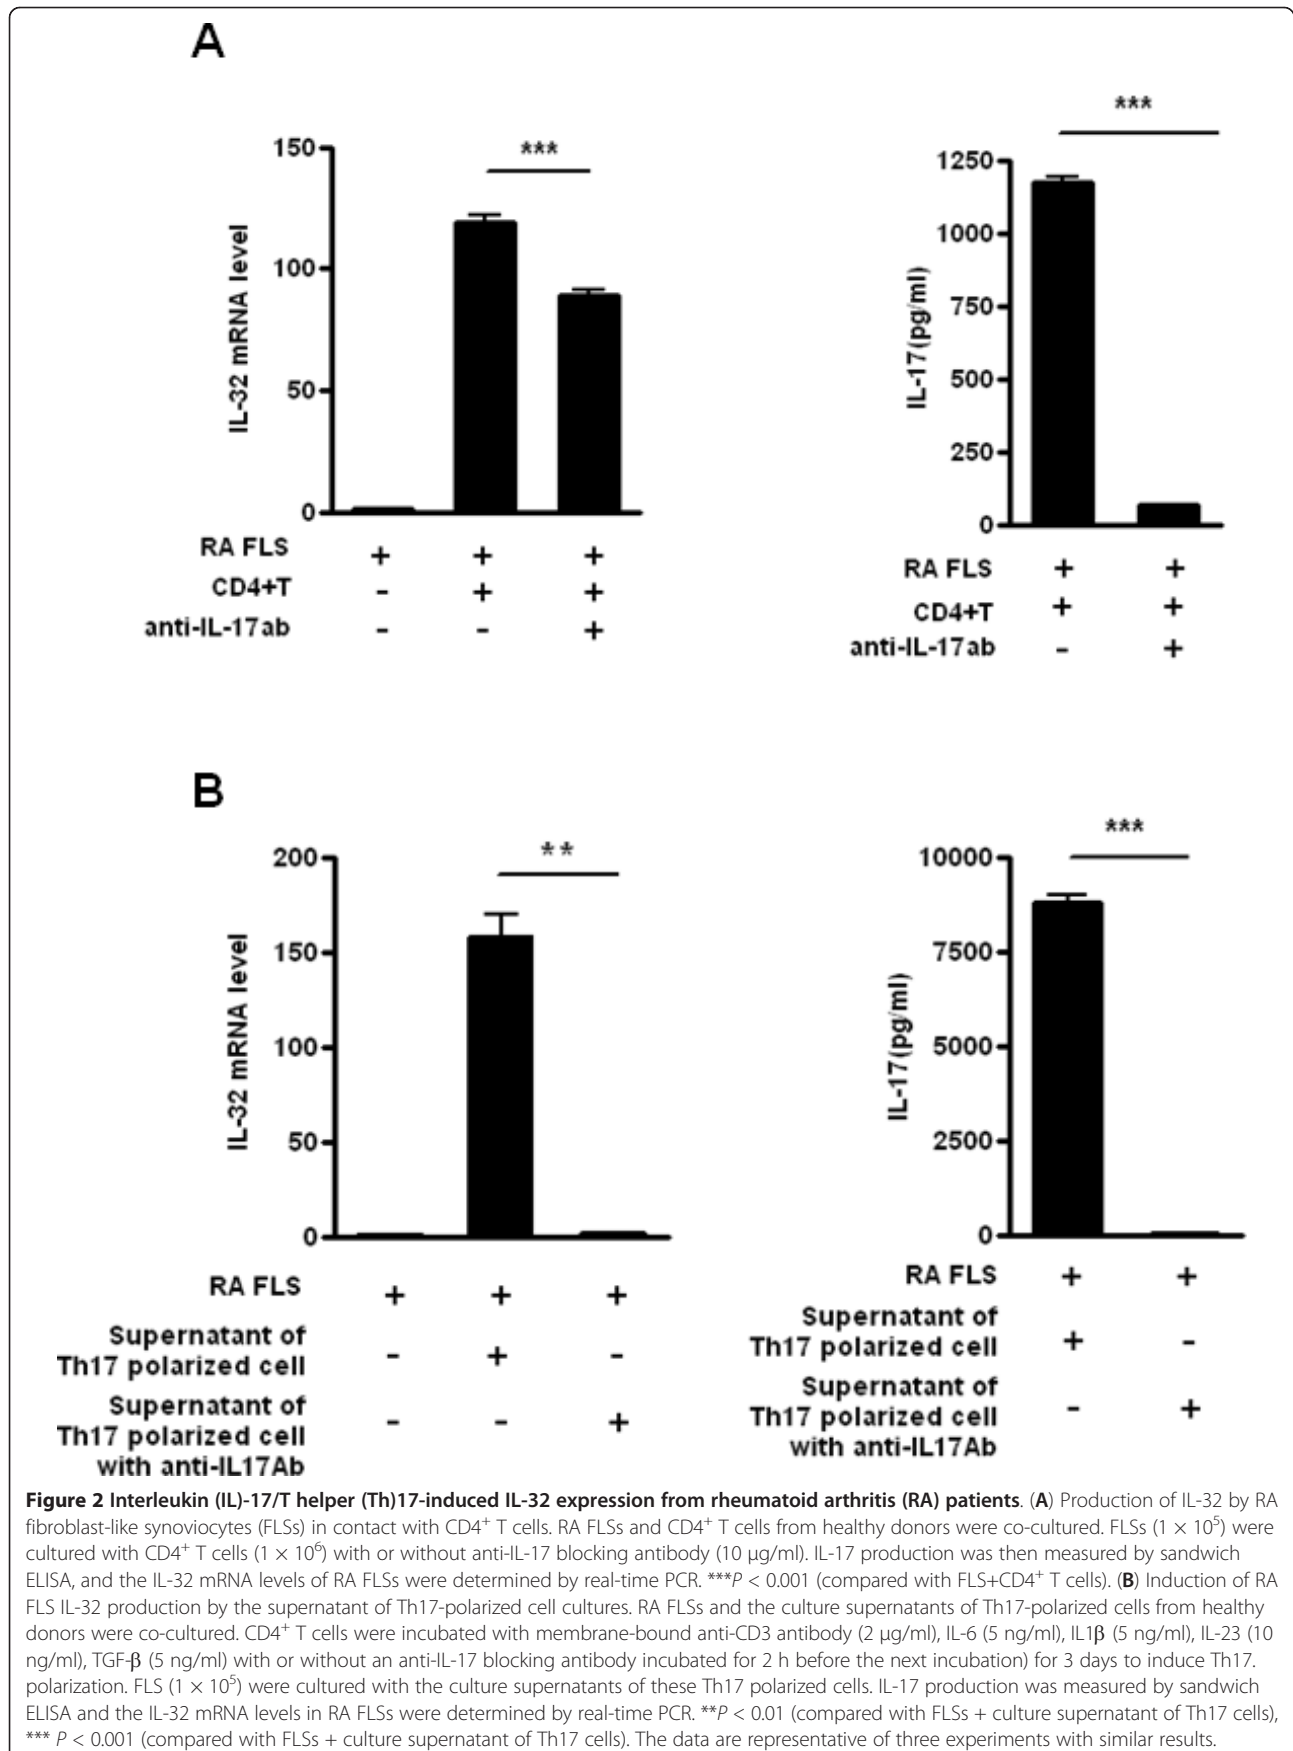 A
***
150
100
50
0
IL-32 mRNA level
RA FLS + + +
CD4+T - + +
anti-IL-17ab - - +
***
1250
1000
750
500
250
0
IL-17(pg/ml)
RA FLS + +
CD4+T + +
anti-IL-17ab - +
B
**
200
150
100
50
0
IL-32 mRNA level
RA FLS + + +
Supernatant of
Th17 polarized cell - + -
Supernatant of
Th17 polarized cell - - +
with anti-IL17Ab
***
10000
7500
5000
2500
0
IL-17(pg/ml)
RA FLS + +
Supernatant of
Th17 polarized cell + -
Supernatant of
Th17 polarized cell - +
with anti-IL17Ab
Figure 2 Interleukin (IL)-17/T helper (Th)17-induced IL-32 expression from rheumatoid arthritis (RA) patients. (A) Production of IL-32 by RA
fibroblast-like synoviocytes (FLSs) in contact with CD4⁺ T cells. RA FLSs and CD4⁺ T cells from healthy donors were co-cultured. FLSs (1 × 10⁵) were
cultured with CD4⁺ T cells (1 × 10⁶) with or without anti-IL-17 blocking antibody (10 μg/ml). IL-17 production was then measured by sandwich
ELISA, and the IL-32 mRNA levels of RA FLSs were determined by real-time PCR. ***P < 0.001 (compared with FLS+CD4⁺ T cells). (B) Induction of RA
FLS IL-32 production by the supernatant of Th17-polarized cell cultures. RA FLSs and the culture supernatants of Th17-polarized cells from healthy
donors were co-cultured. CD4⁺ T cells were incubated with membrane-bound anti-CD3 antibody (2 μg/ml), IL-6 (5 ng/ml), IL1β (5 ng/ml), IL-23 (10
ng/ml), TGF-β (5 ng/ml) with or without an anti-IL-17 blocking antibody incubated for 2 h before the next incubation) for 3 days to induce Th17.
polarization. FLS (1 × 10⁵) were cultured with the culture supernatants of these Th17 polarized cells. IL-17 production was measured by sandwich
ELISA and the IL-32 mRNA levels in RA FLSs were determined by real-time PCR. **P < 0.01 (compared with FLSs + culture supernatant of Th17 cells),
*** P < 0.001 (compared with FLSs + culture supernatant of Th17 cells). The data are representative of three experiments with similar results.